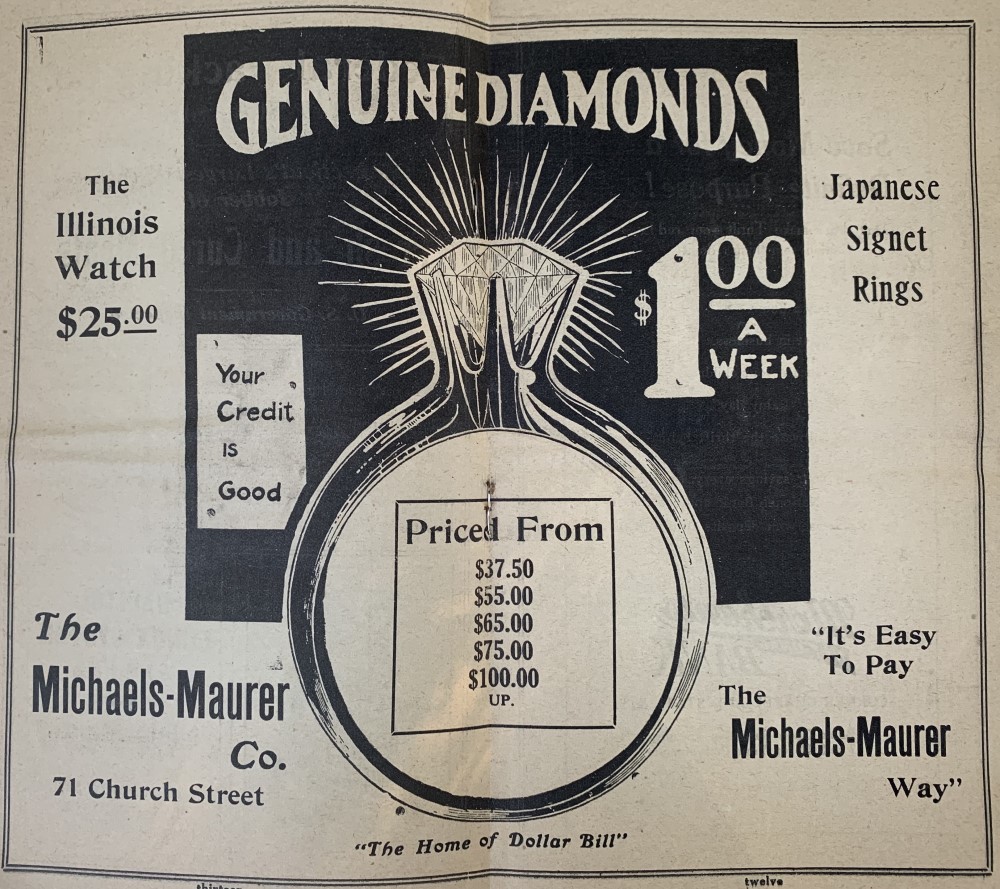 GENUINE DIAMONDS
The
Illinois
Watch
$25.00
Japanese
Signet
Rings
$1.00
A
WEEK
Your
Credit
IS
Good
Priced From
$37.50
$55.00
$65.00
$75.00
$100.00
UP.
The
Michaels-Maurer
Co.
71 Church Street
"It's Easy
To Pay
The
Michaels-Maurer
Way"
"The Home of Dollar Bill"
thirteen
twelve